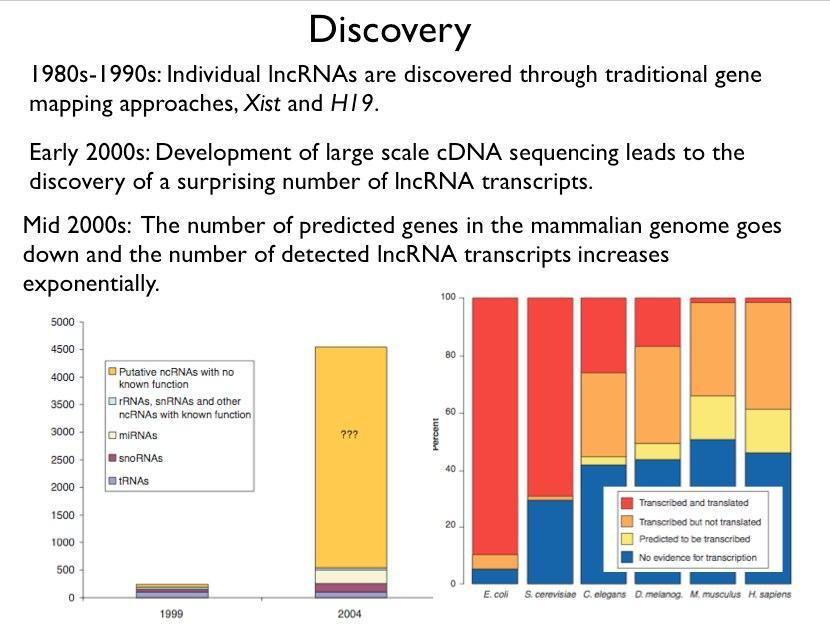 Discovery
1980s-1990s: Individual lncRNAs are discovered through traditional gene
mapping approaches, Xist and H19.
Early 2000s: Development of large scale cDNA sequencing leads to the
discovery of a surprising number of lncRNA transcripts.
Mid 2000s: The number of predicted genes in the mammalian genome goes
down and the number of detected lncRNA transcripts increases
exponentially.
5000
4500
4000
3500
3000
2500
2000
1500
1000
500
0
Putative ncRNAs with no
known function
rRNAs, snRNAs and other
ncRNAs with known function
miRNAs
snoRNAs
tRNAs
???
1999
2004
100
80
60
40
20
0
Percent
Transcribed and translated
Transcribed but not translated
Predicted to be transcribed
No evidence for transcription
E. coli
S. cerevisiae
C. elegans
D. melanog.
M. musculus
H. sapiens